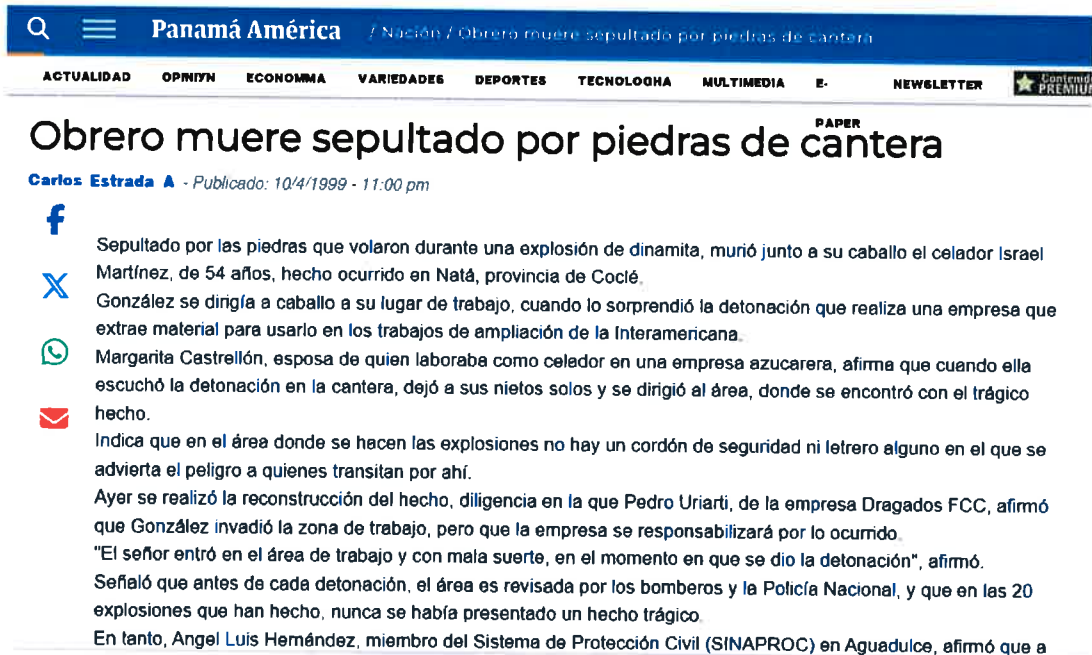 Panamá América / Nación / Obrero muere sepultado por piedras de cantera
ACTUALIDAD OPINIYN ECONOMMA VARIEDADES DEPORTES TECNOLOGHA MULTIMEDIA E-PAPER NEWSLETTER Contenido PREMIUM
Obrero muere sepultado por piedras de cantera
Carlos Estrada A - Publicado: 10/4/1999 - 11:00 pm
Sepultado por las piedras que volaron durante una explosión de dinamita, murió junto a su caballo el celador Israel
Martínez, de 54 años, hecho ocurrido en Natá, provincia de Coclé.
González se dirigía a caballo a su lugar de trabajo, cuando lo sorprendió la detonación que realiza una empresa que
extrae material para usarlo en los trabajos de ampliación de la Interamericana.
Margarita Castrellón, esposa de quien laboraba como celador en una empresa azucarera, afirma que cuando ella
escuchó la detonación en la cantera, dejó a sus nietos solos y se dirigió al área, donde se encontró con el trágico
hecho.
Indica que en el área donde se hacen las explosiones no hay un cordón de seguridad ni letrero alguno en el que se
advierta el peligro a quienes transitan por ahí.
Ayer se realizó la reconstrucción del hecho, diligencia en la que Pedro Uriarti, de la empresa Dragados FCC, afirmó
que González invadió la zona de trabajo, pero que la empresa se responsabilizará por lo ocurrido.
"El señor entró en el área de trabajo y con mala suerte, en el momento en que se dio la detonación", afirmó.
Señaló que antes de cada detonación, el área es revisada por los bomberos y la Policía Nacional, y que en las 20
explosiones que han hecho, nunca se había presentado un hecho trágico.
En tanto, Angel Luis Hernández, miembro del Sistema de Protección Civil (SINAPROC) en Aguadulce, afirmó que a